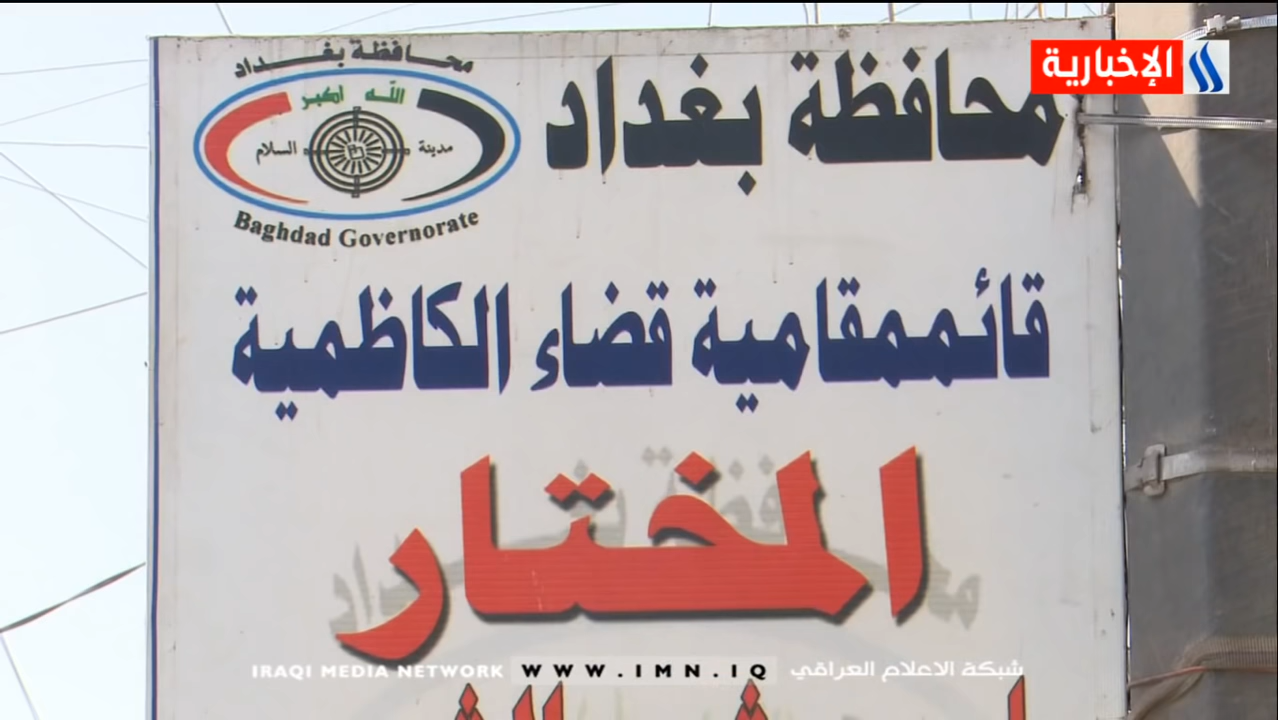 الإخبارية
محافظة بغداد
الله اكبر
مدينة السلام
Baghdad Governorate
محافظة بغداد
قائممقامية قضاء الكاظمية
المختار
IRAQI MEDIA NETWORK WWW.IMN.IQ شبكة الاعلام العراقي